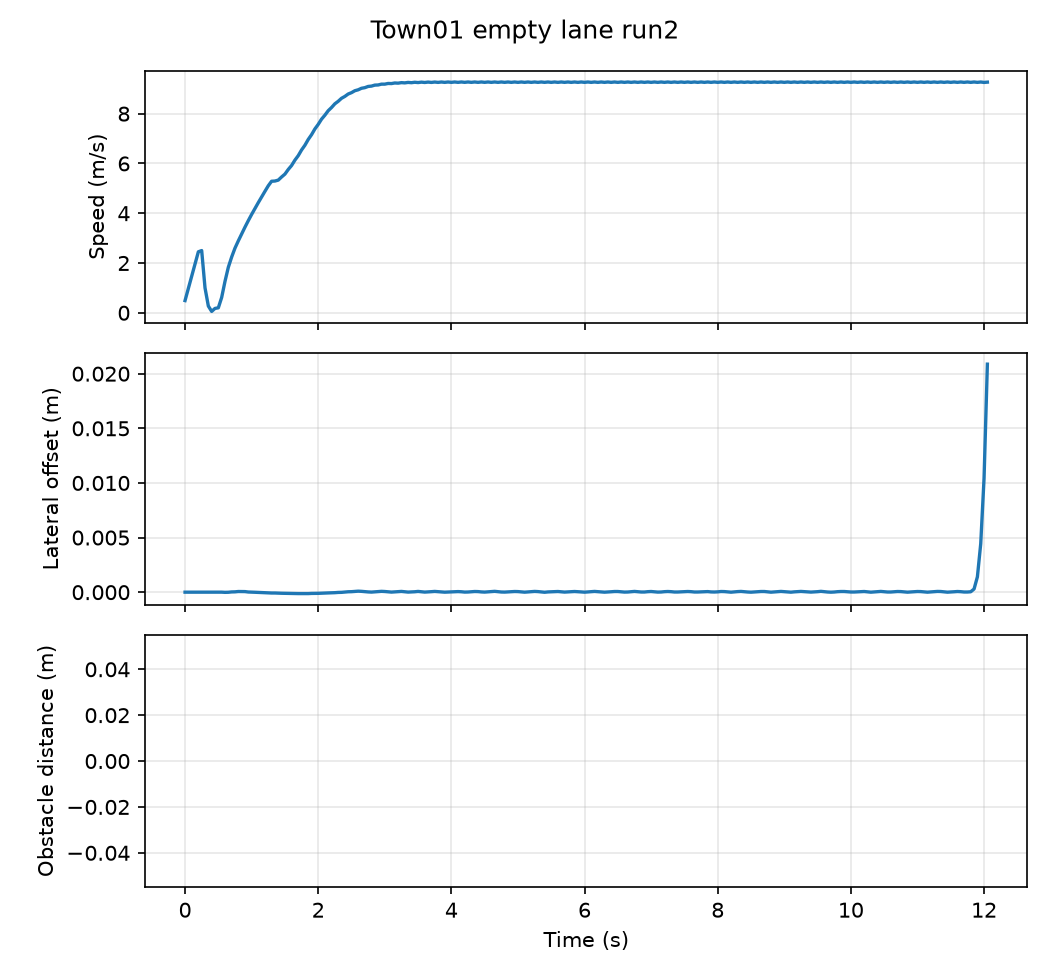 Town01 empty lane run2
Speed (m/s)
8
6
4
2
0
Lateral offset (m)
0.020
0.015
0.010
0.005
0.000
Obstacle distance (m)
0.04
0.02
0.00
−0.02
−0.04
0 2 4 6 8 10 12
Time (s)